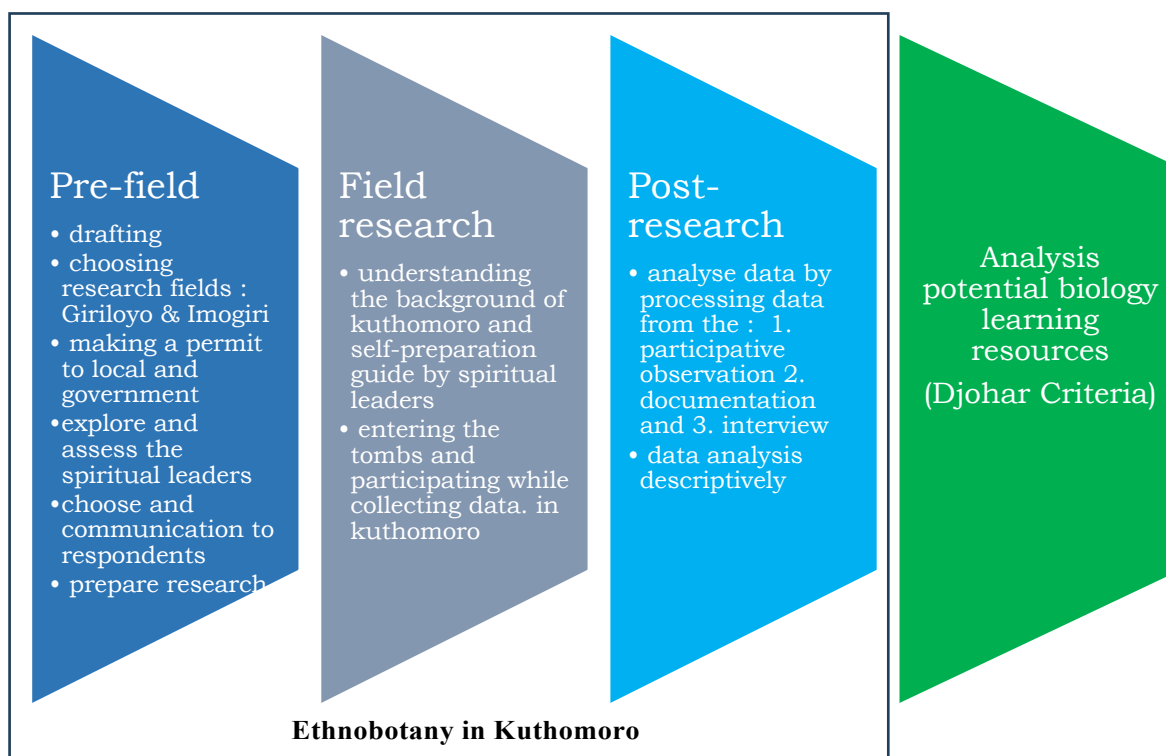 Pre-field
• drafting
• choosing
research fields :
Giriloyo & Imogiri
• making a permit
to local and
government
•explore and
assess the
spiritual leaders
•choose and
communication to
respondents
• prepare research
Field
research
• understanding
the background of
kuthomoro and
self-preparation
guide by spiritual
leaders
• entering the
tombs and
participating while
collecting data. in
kuthomoro
Post-
research
• analyse data by
processing data
from the : 1.
participative
observation 2.
documentation
and 3. interview
• data analysis
descriptively
Analysis
potential biology
learning
resources
(Djohar Criteria)
Ethnobotany in Kuthomoro